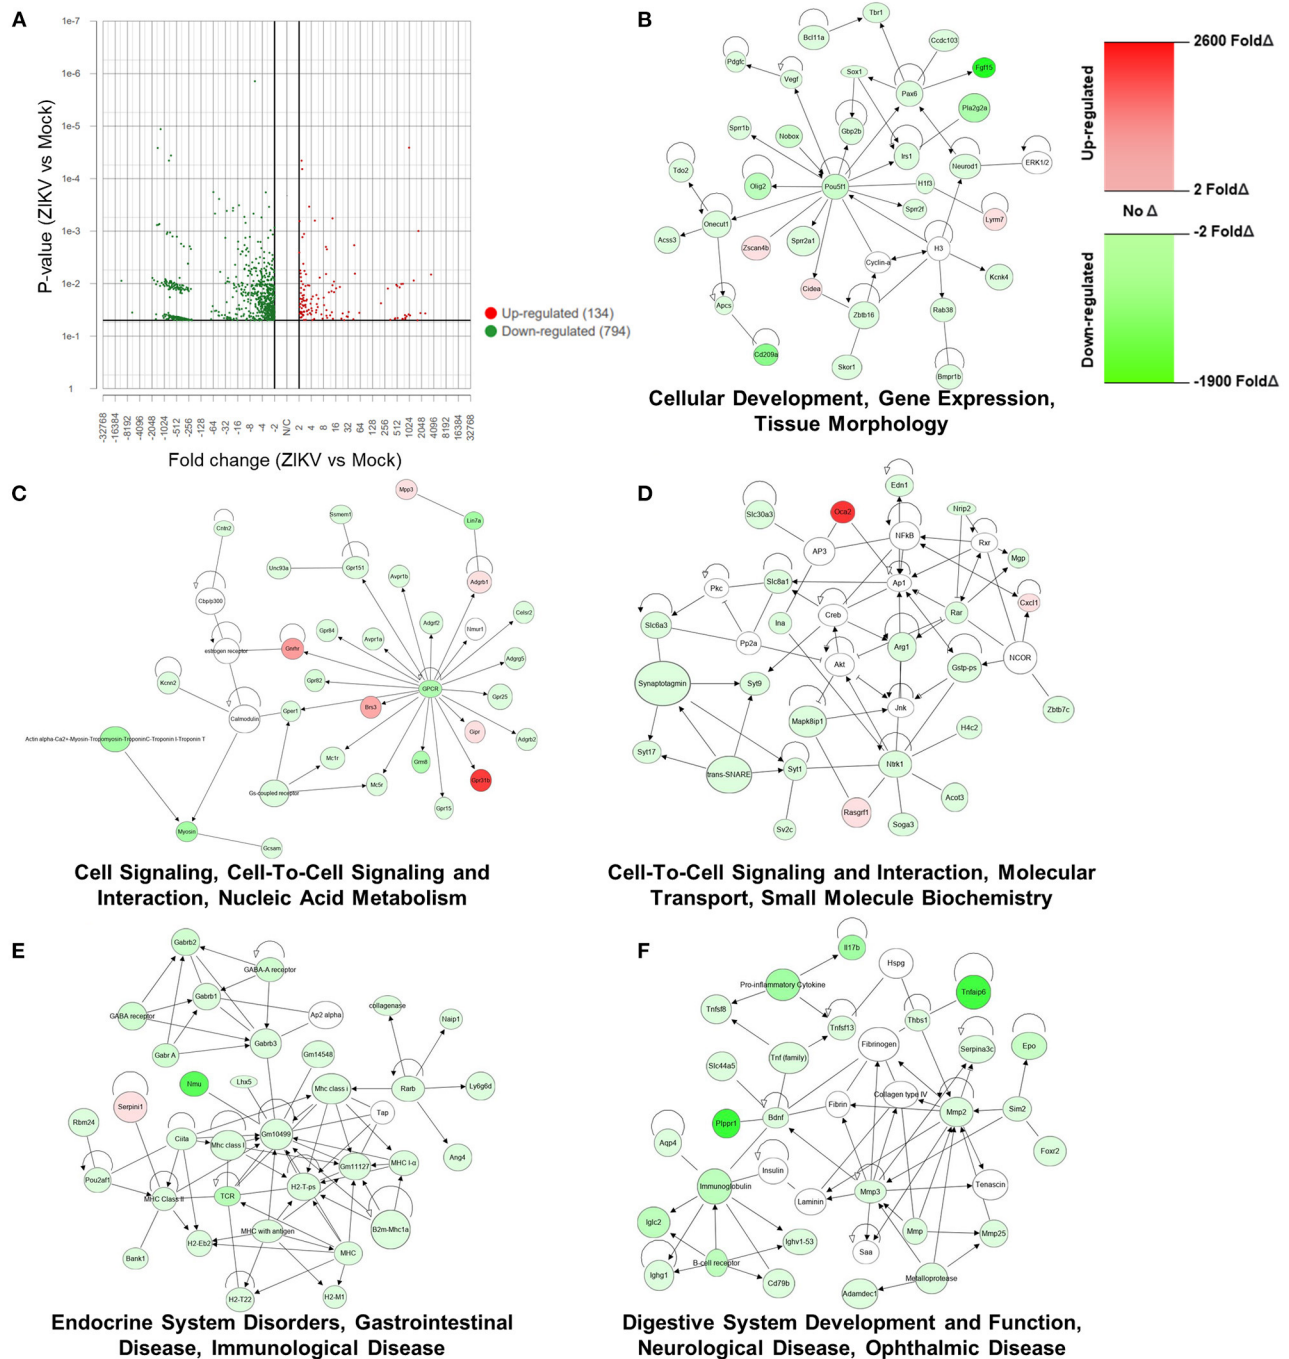 A
1e-7
1e-6
1e-5
1e-4
1e-3
1e-2
1e-1
1
P-value (ZIKV vs Mock)
-32768
-16384
-8192
-4096
-2048
-1024
-512
-256
-128
-64
-32
-16
-8
-4
-2
N/C
2
4
8
16
32
64
128
256
512
1024
2048
4096
8192
16384
32768
Fold change (ZIKV vs Mock)
Up-regulated (134)
Down-regulated (794)
B
Tbr1
Bcl11a
Ccdc103
Pdgfc
Vegf
Sox1
Fgf15
Pax6
Pla2g2a
Sprr1b
Nobox
Gbp2b
Irs1
Neurod1
ERK1/2
Tdo2
Olig2
Pou5f1
H1f3
Sprr2f
Lyrm7
Onecut1
Acss3
Zscan4b
Sprr2a1
H3
Cyclin-a
Kcnk4
Cidea
Apcs
Zbtb16
Rab38
Cd209a
Skor1
Bmpr1b
Cellular Development, Gene Expression,
Tissue Morphology
2600 FoldΔ
Up-regulated
2 FoldΔ
No Δ
-2 FoldΔ
Down-regulated
-1900 FoldΔ
C
Mpp3
Ssmem1
Lin7a
Cntn2
Unc93a
Gpr151
Avpr1b
Adgrb1
Cbp/p300
Celsr2
Gpr84
Adgrf2
Nmur1
Avpr1a
estrogen receptor
Gnrhr
Adgrg5
Kcnn2
Gpr82
GPCR
Gpr25
Brs3
Gper1
Calmodulin
Gipr
Adgrb2
Actin alpha-Ca2+-Myosin-Tropomyosin-TroponinC-Troponin I-Troponin T
Mc1r
Grm8
Gpr31b
Gs-coupled receptor
Mc5r
Gpr15
Myosin
Gcsam
Cell Signaling, Cell-To-Cell Signaling and
Interaction, Nucleic Acid Metabolism
D
Edn1
Slc30a3
Oca2
Nrip2
NFkB
Rxr
AP3
Mgp
Pkc
Slc8a1
Ap1
Cxcl1
Slc6a3
Ina
Creb
Rar
Pp2a
Arg1
Akt
Gstp-ps
NCOR
Synaptotagmin
Syt9
Jnk
Mapk8ip1
Zbtb7c
H4c2
Syt17
trans-SNARE
Syt1
Ntrk1
Rasgrf1
Acot3
Sv2c
Soga3
Cell-To-Cell Signaling and Interaction, Molecular
Transport, Small Molecule Biochemistry
E
Gabrb2
GABA-A receptor
Gabrb1
collagenase
GABA receptor
Ap2 alpha
Naip1
Gabr A
Gabrb3
Gm14548
Nmu
Lhx5
Mhc class i
Rarb
Ly6g6d
Serpini1
Tap
Rbm24
Ciita
Mhc class I
Gm10499
Ang4
Gm11127
MHC I-α
Pou2af1
MHC Class II
TCR
H2-T-ps
B2m-Mhc1a
H2-Eb2
MHC with antigen
MHC
Bank1
H2-T22
H2-M1
Endocrine System Disorders, Gastrointestinal
Disease, Immunological Disease
F
Il17b
Hspg
Pro-inflammatory Cytokine
Tnfaip6
Tnfsf8
Tnfsf13
Thbs1
Fibrinogen
Serpina3c
Epo
Slc44a5
Tnf (family)
Collagen type IV
Fibrin
Mmp2
Sim2
Plppr1
Bdnf
Aqp4
Foxr2
Insulin
Immunoglobulin
Laminin
Mmp3
Tenascin
Iglc2
Ighv1-53
Mmp
Mmp25
Saa
B-cell receptor
Ighg1
Cd79b
Metalloprotease
Adamdec1
Digestive System Development and Function,
Neurological Disease, Ophthalmic Disease